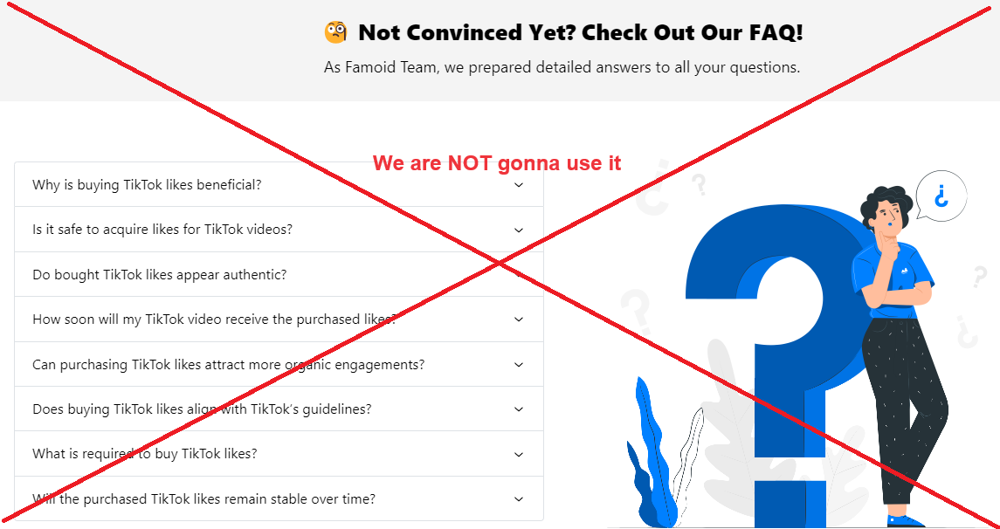 🧐 Not Convinced Yet? Check Out Our FAQ!
As Famoid Team, we prepared detailed answers to all your questions.
We are NOT gonna use it
Why is buying TikTok likes beneficial?
Is it safe to acquire likes for TikTok videos?
Do bought TikTok likes appear authentic?
How soon will my TikTok video receive the purchased likes?
Can purchasing TikTok likes attract more organic engagements?
Does buying TikTok likes align with TikTok’s guidelines?
What is required to buy TikTok likes?
Will the purchased TikTok likes remain stable over time?